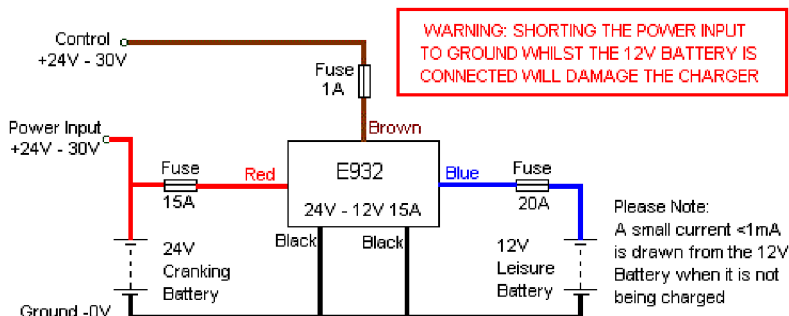 Control
+24V - 30V
WARNING: SHORTING THE POWER INPUT
TO GROUND WHILST THE 12V BATTERY IS
CONNECTED WILL DAMAGE THE CHARGER
Fuse
1A
Brown
Power Input
+24V - 30V
Fuse
15A
Red
E932
24V - 12V 15A
Blue
Fuse
20A
Black
Black
24V
Cranking
Battery
12V
Leisure
Battery
Please Note:
A small current <1mA
is drawn from the 12V
Battery when it is not
being charged
Ground -0V